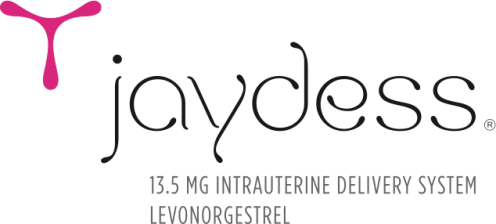 jaydess®
13.5 MG INTRAUTERINE DELIVERY SYSTEM
LEVONORGESTREL